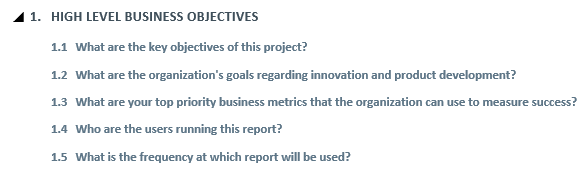 1. HIGH LEVEL BUSINESS OBJECTIVES
1.1 What are the key objectives of this project?
1.2 What are the organization's goals regarding innovation and product development?
1.3 What are your top priority business metrics that the organization can use to measure success?
1.4 Who are the users running this report?
1.5 What is the frequency at which report will be used?